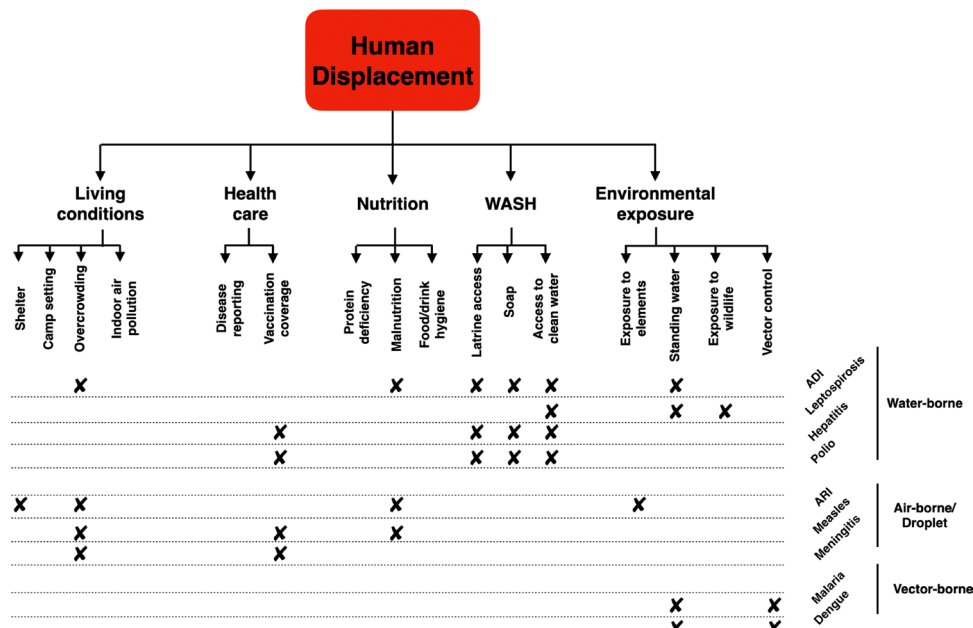 Human
Displacement
Living
conditions
Health
care
Nutrition
WASH
Environmental
exposure
Shelter
Camp setting
Overcrowding
Indoor air
pollution
Disease
reporting
Vaccination
coverage
Protein
deficiency
Malnutrition
Food/drink
hygiene
Latrine access
Soap
Access to
clean water
Exposure to
elements
Standing water
Exposure to
wildlife
Vector control
ADI
Leptospirosis
Hepatitis
Polio
Water-borne
ARI
Measles
Meningitis
Air-borne/
Droplet
Malaria
Dengue
Vector-borne